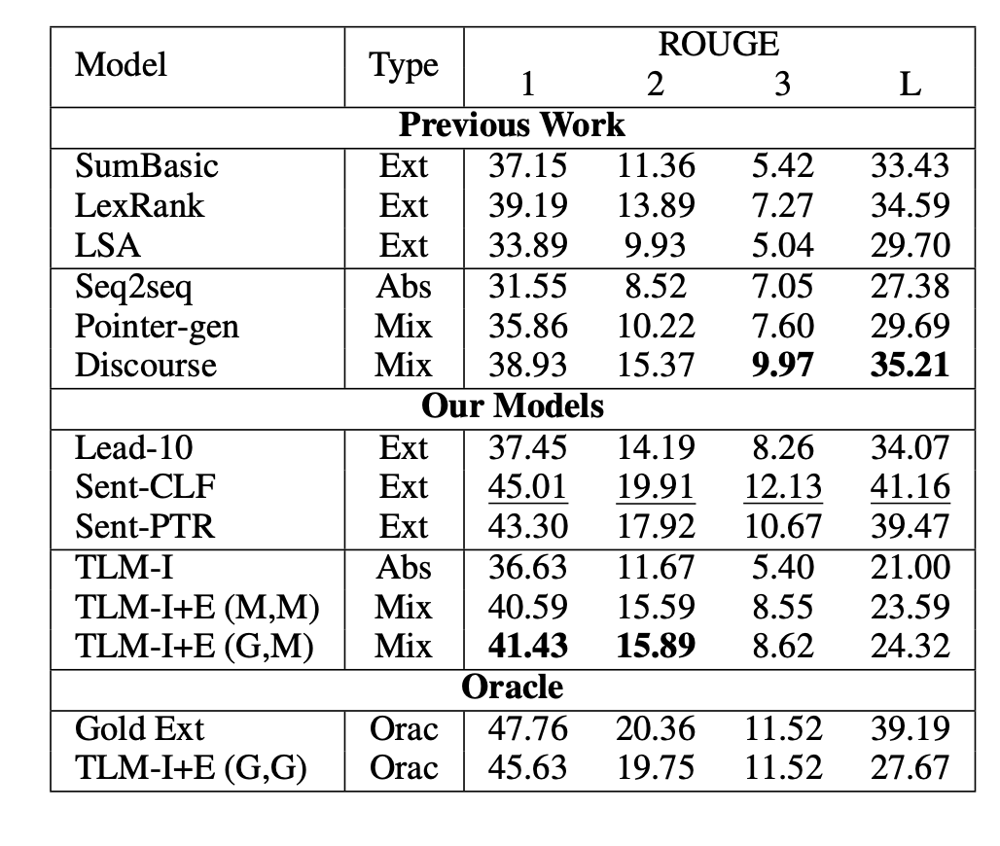 Model Type ROUGE
1 2 3 L
Previous Work
SumBasic Ext 37.15 11.36 5.42 33.43
LexRank Ext 39.19 13.89 7.27 34.59
LSA Ext 33.89 9.93 5.04 29.70
Seq2seq Abs 31.55 8.52 7.05 27.38
Pointer-gen Mix 35.86 10.22 7.60 29.69
Discourse Mix 38.93 15.37 9.97 35.21
Our Models
Lead-10 Ext 37.45 14.19 8.26 34.07
Sent-CLF Ext 45.01 19.91 12.13 41.16
Sent-PTR Ext 43.30 17.92 10.67 39.47
TLM-I Abs 36.63 11.67 5.40 21.00
TLM-I+E (M,M) Mix 40.59 15.59 8.55 23.59
TLM-I+E (G,M) Mix 41.43 15.89 8.62 24.32
Oracle
Gold Ext Orac 47.76 20.36 11.52 39.19
TLM-I+E (G,G) Orac 45.63 19.75 11.52 27.67